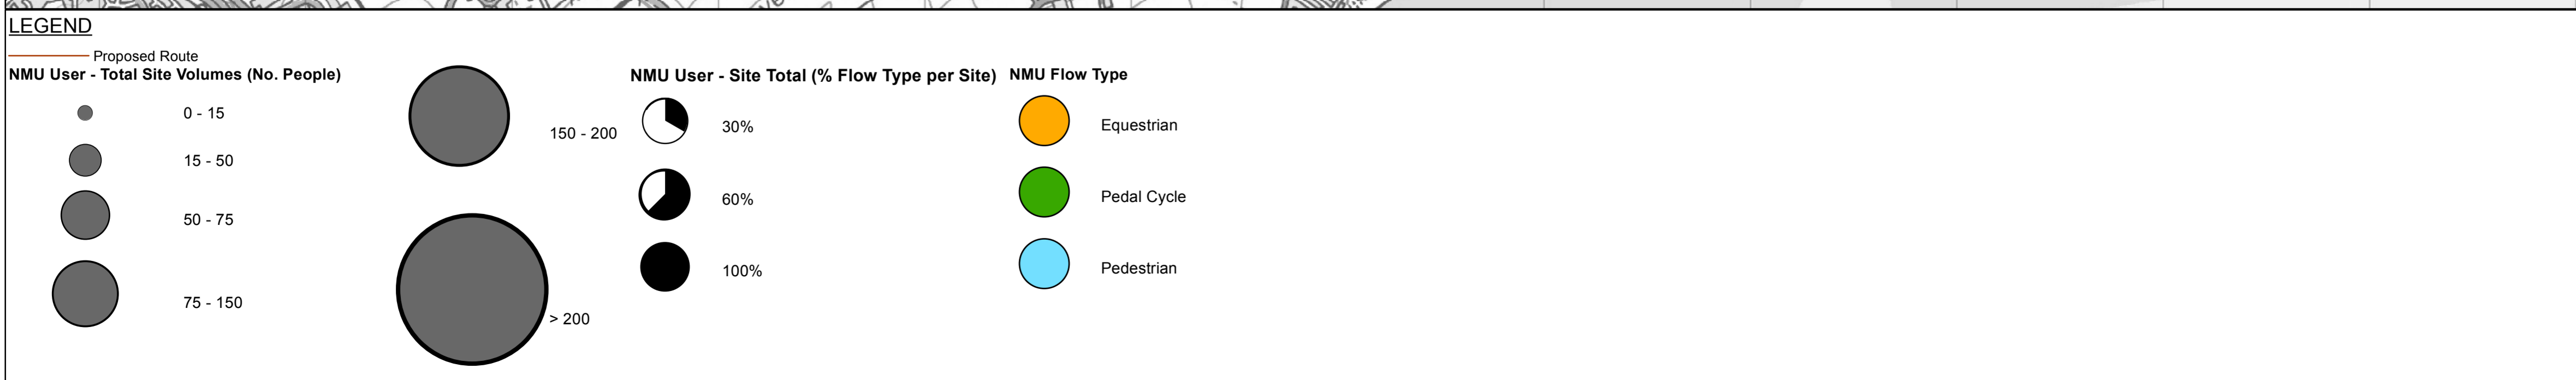 LEGEND
Proposed Route
NMU User - Total Site Volumes (No. People)
0 - 15
15 - 50
50 - 75
75 - 150
150 - 200
> 200
NMU User - Site Total (% Flow Type per Site)
30%
60%
100%
NMU Flow Type
Equestrian
Pedal Cycle
Pedestrian